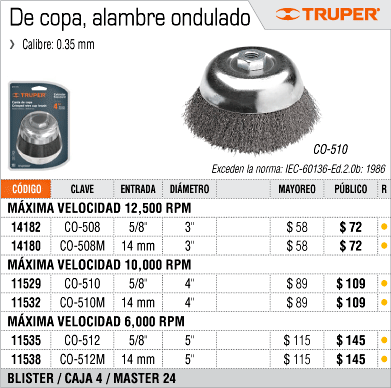 De copa, alambre ondulado
TRUPER®
› Calibre: 0.35 mm
TRUPER
CO-510
Exceden la norma: IEC-60136-Ed.2.0b: 1986
CÓDIGO CLAVE ENTRADA DIÁMETRO MAYOREO PÚBLICO R
MÁXIMA VELOCIDAD 12,500 RPM
14182 CO-508 5/8" 3" $ 58 $ 72
14180 CO-508M 14 mm 3" $ 58 $ 72
MÁXIMA VELOCIDAD 10,000 RPM
11529 CO-510 5/8" 4" $ 89 $ 109
11532 CO-510M 14 mm 4" $ 89 $ 109
MÁXIMA VELOCIDAD 6,000 RPM
11535 CO-512 5/8" 5" $ 115 $ 145
11538 CO-512M 14 mm 5" $ 115 $ 145
BLISTER / CAJA 4 / MASTER 24